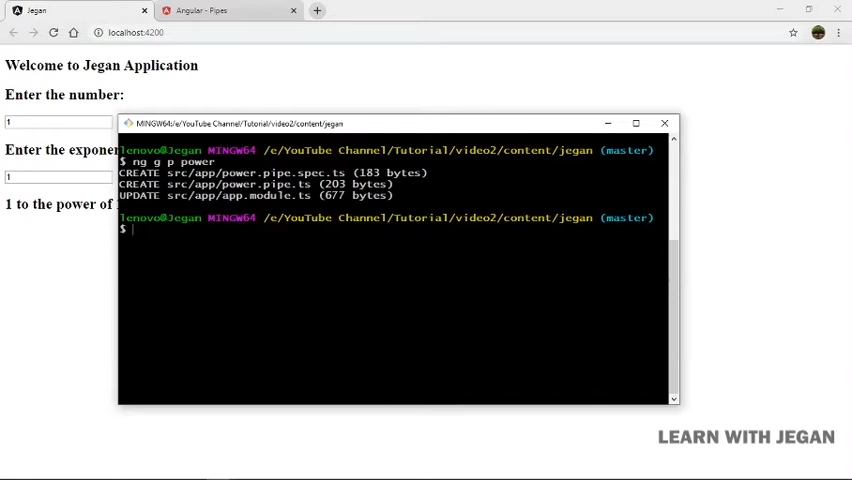 Jegan
Angular - Pipes
localhost:4200
Welcome to Jegan Application
Enter the number:
1
Enter the exponen
1
1 to the power of
MINGW64:/e/YouTube Channel/Tutorial/video2/content/jegan
lenovo@Jegan MINGW64 /e/YouTube Channel/Tutorial/video2/content/jegan (master)
$ ng g p power
CREATE src/app/power.pipe.spec.ts (183 bytes)
CREATE src/app/power.pipe.ts (203 bytes)
UPDATE src/app/app.module.ts (677 bytes)
lenovo@Jegan MINGW64 /e/YouTube Channel/Tutorial/video2/content/jegan (master)
$
LEARN WITH JEGAN